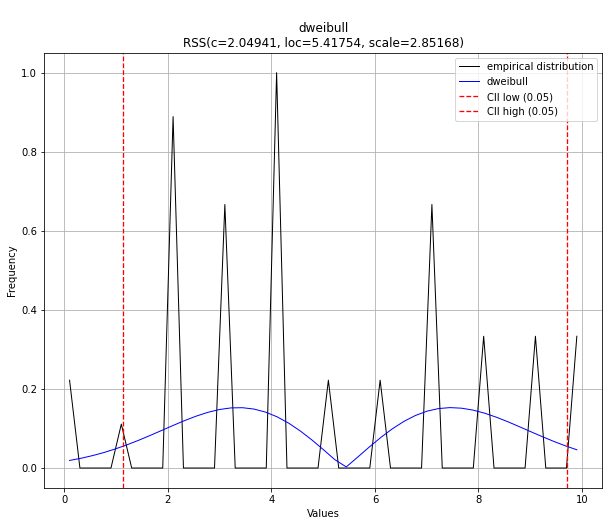 dweibull
RSS(c=2.04941, loc=5.41754, scale=2.85168)
empirical distribution
dweibull
CII low (0.05)
CII high (0.05)
1.0
0.8
0.6
0.4
0.2
0.0
Frequency
0 2 4 6 8 10
Values